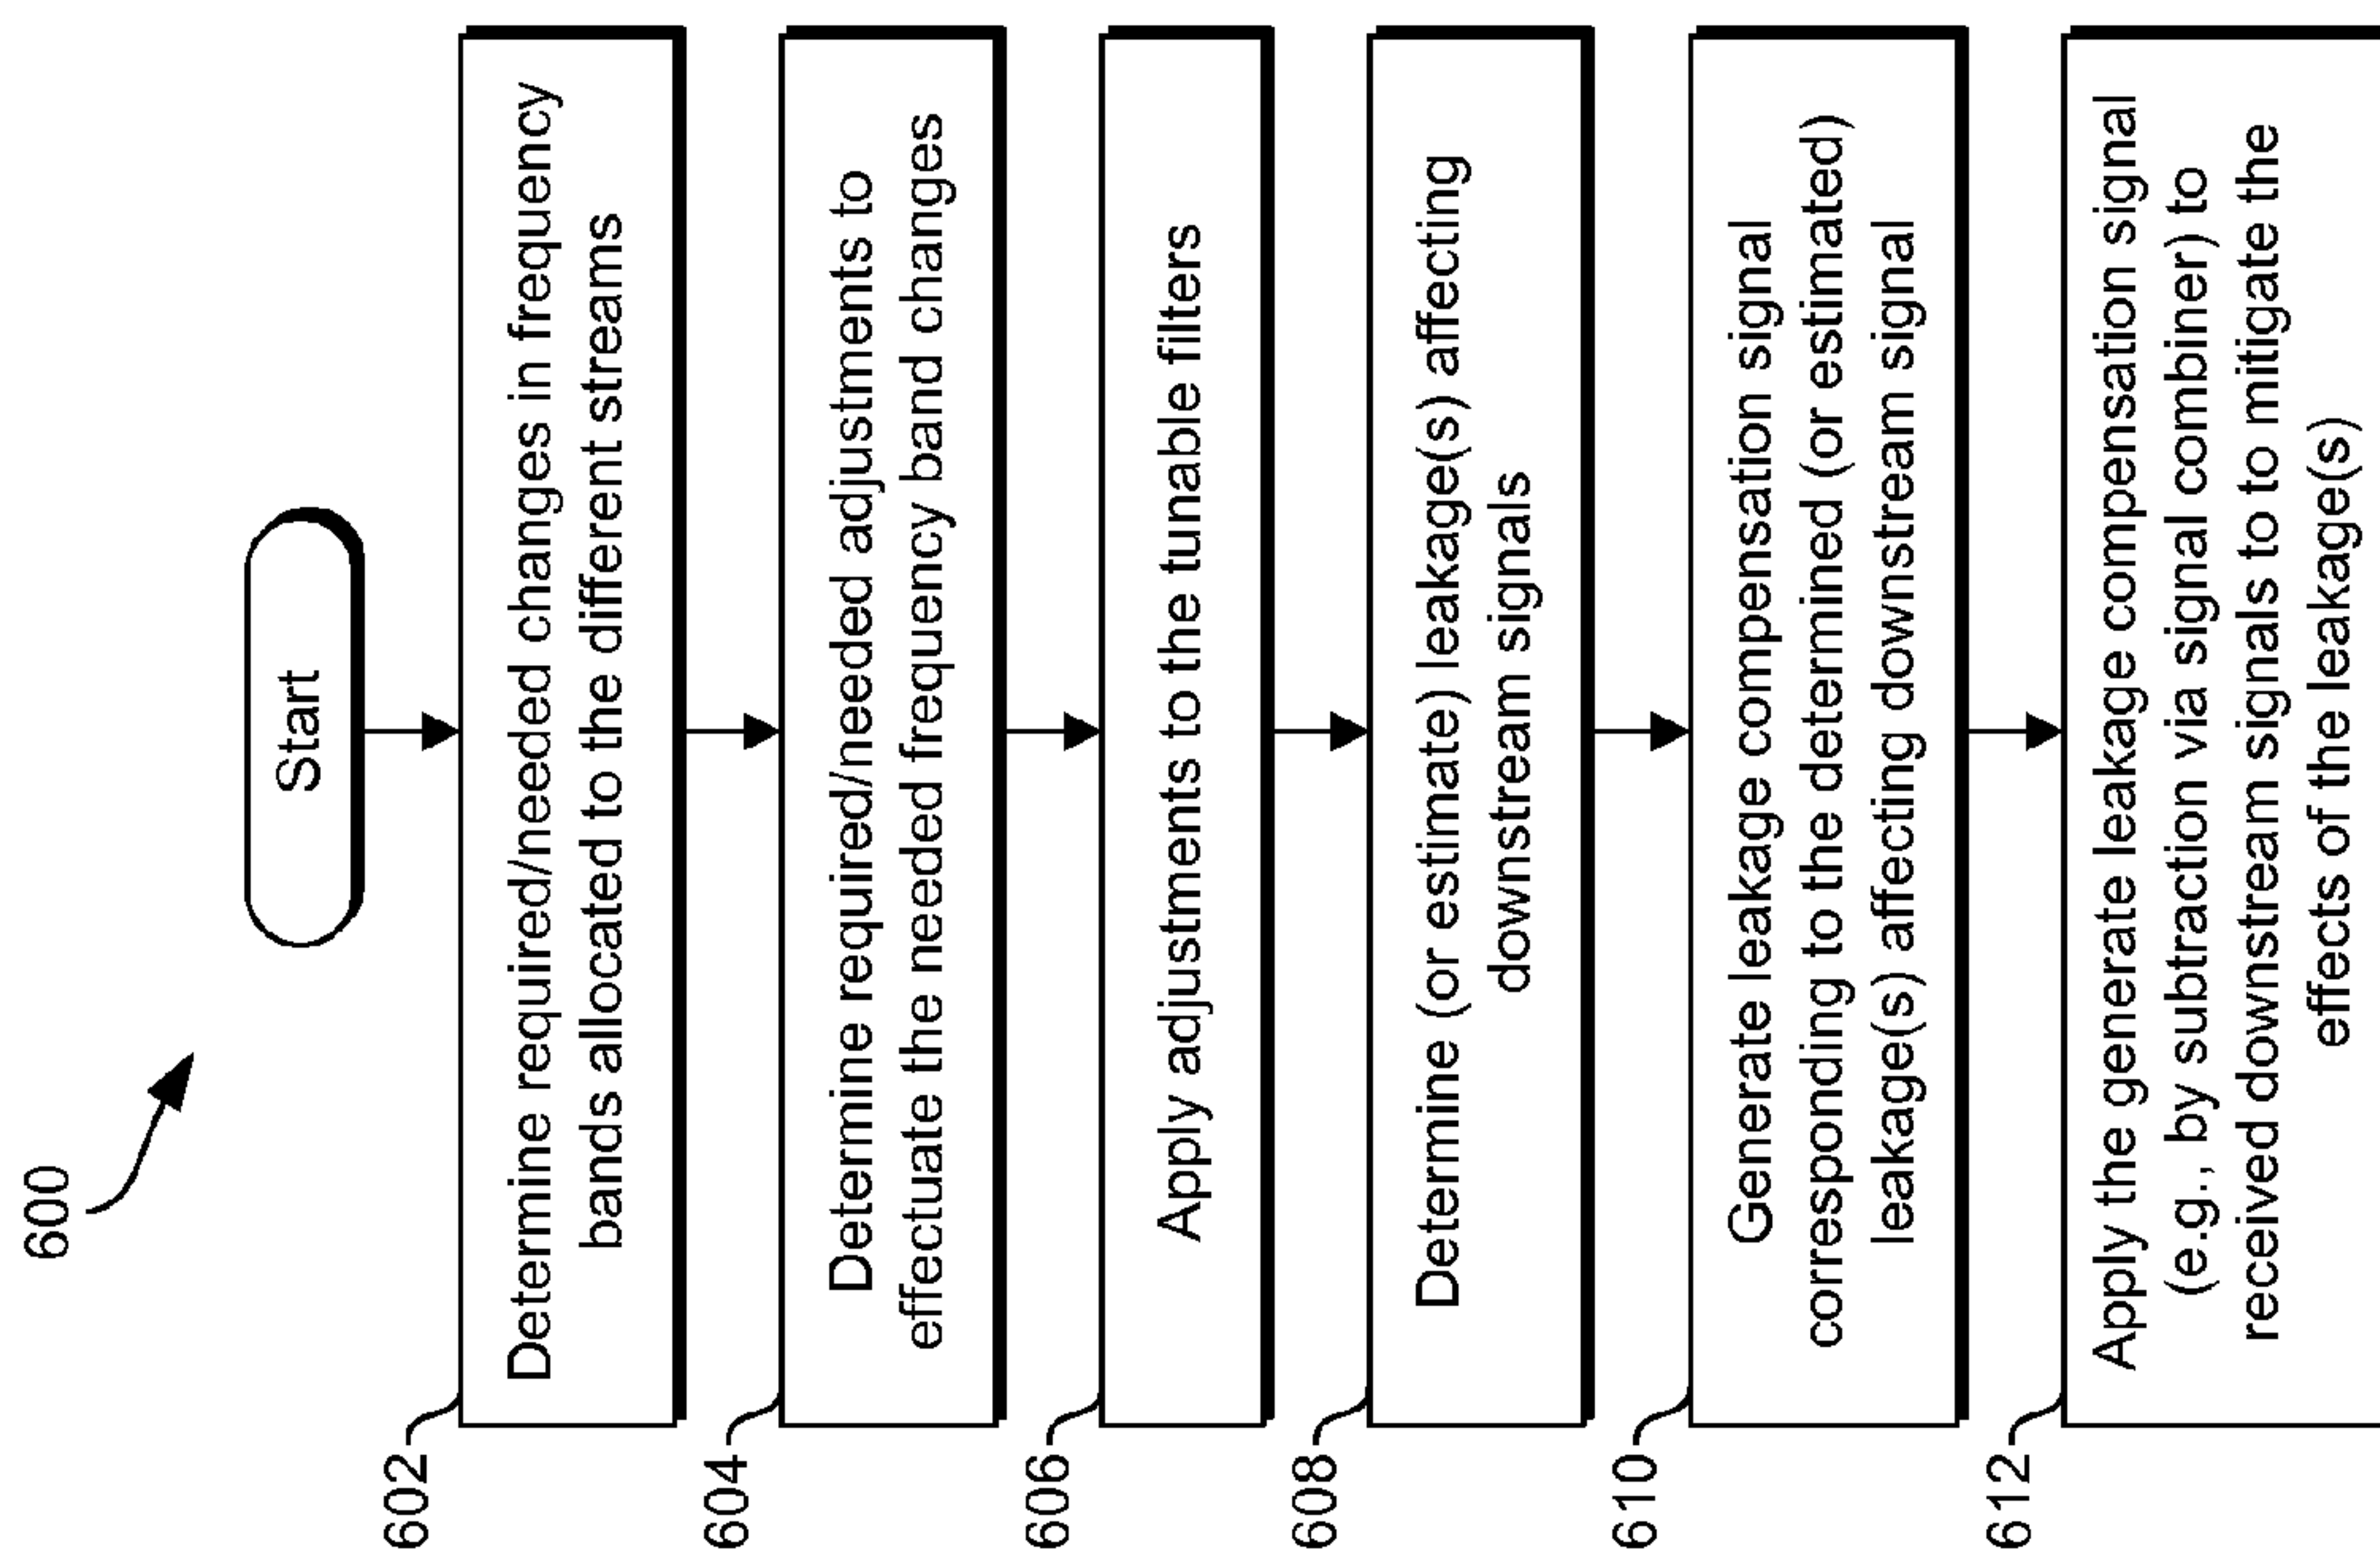 600
Start
602
Determine required/needed changes in frequency
bands allocated to the different streams
604
Determine required/needed adjustments to
effectuate the needed frequency band changes
606
Apply adjustments to the tunable filters
608
Determine (or estimate) leakage(s) affecting
downstream signals
610
Generate leakage compensation signal
corresponding to the determined (or estimated)
leakage(s) affecting downstream signal
612
Apply the generate leakage compensation signal
(e.g., by subtraction via signal combiner) to
received downstream signals to to mitigate the
effects of the leakage(s)